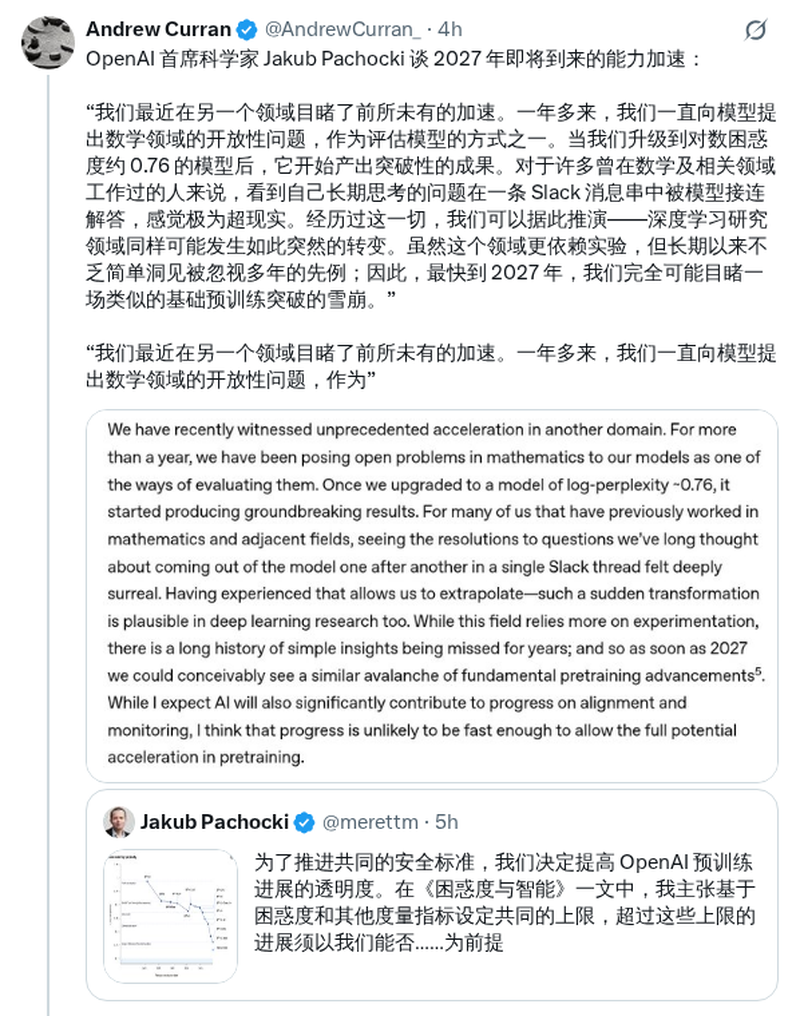 Andrew Curran @AndrewCurran_ · 4h
OpenAI 首席科学家 Jakub Pachocki 谈 2027 年即将到来的能力加速：
“我们最近在另一个领域目睹了前所未有的加速。一年多来，我们一直向模型提
出数学领域的开放性问题，作为评估模型的方式之一。当我们升级到对数困惑
度约 0.76 的模型后，它开始产出突破性的成果。对于许多曾在数学及相关领域
工作过的人来说，看到自己长期思考的问题在一条 Slack 消息串中被模型接连
解答，感觉极为超现实。经历过这一切，我们可以据此推演——深度学习研究
领域同样可能发生如此突然的转变。虽然这个领域更依赖实验，但长期以来不
乏简单洞见被忽视多年的先例；因此，最快到 2027 年，我们完全可能目睹一
场类似的基础预训练突破的雪崩。”
“我们最近在另一个领域目睹了前所未有的加速。一年多来，我们一直向模型提
出数学领域的开放性问题，作为”
We have recently witnessed unprecedented acceleration in another domain. For more
than a year, we have been posing open problems in mathematics to our models as one of
the ways of evaluating them. Once we upgraded to a model of log-perplexity ~0.76, it
started producing groundbreaking results. For many of us that have previously worked in
mathematics and adjacent fields, seeing the resolutions to questions we’ve long thought
about coming out of the model one after another in a single Slack thread felt deeply
surreal. Having experienced that allows us to extrapolate—such a sudden transformation
is plausible in deep learning research too. While this field relies more on experimentation,
there is a long history of simple insights being missed for years; and so as soon as 2027
we could conceivably see a similar avalanche of fundamental pretraining advancements⁵.
While I expect AI will also significantly contribute to progress on alignment and
monitoring, I think that progress is unlikely to be fast enough to allow the full potential
acceleration in pretraining.
Jakub Pachocki @merettm · 5h
为了推进共同的安全标准，我们决定提高 OpenAI 预训练
进展的透明度。在《困惑度与智能》一文中，我主张基于
困惑度和其他度量指标设定共同的上限，超过这些上限的
进展须以我们能否……为前提